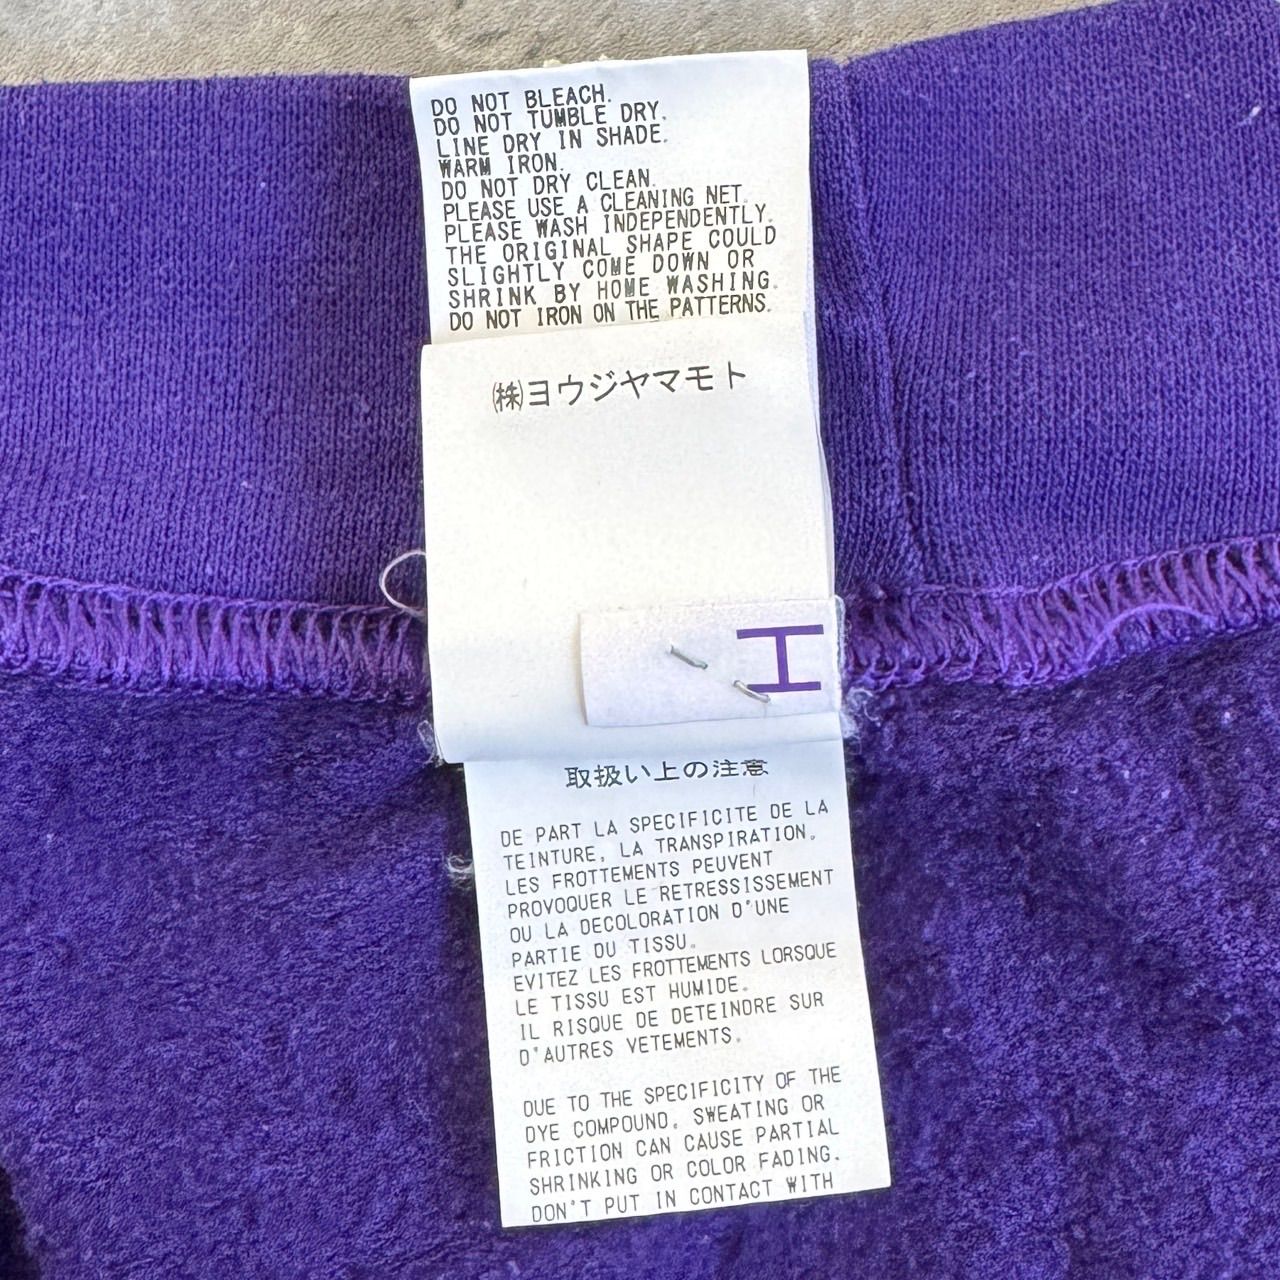 DO NOT BLEACH.
DO NOT TUMBLE DRY.
LINE DRY IN SHADE.
WARM IRON.
DO NOT DRY CLEAN.
PLEASE USE A CLEANING NET.
PLEASE WASH INDEPENDENTLY.
THE ORIGINAL SHAPE COULD
SLIGHTLY COME DOWN OR
SHRINK BY HOME WASHING.
DO NOT IRON ON THE PATTERNS.
㈱ヨウジヤマモト
H
取扱い上の注意
DE PART LA SPECIFICITE DE LA
TEINTURE, LA TRANSPIRATION,
LES FROTTEMENTS PEUVENT
PROVOQUER LE RETRESSISSEMENT
OU LA DECOLORATION D'UNE
PARTIE DU TISSU。
EVITEZ LES FROTTEMENTS LORSQUE
LE TISSU EST HUMIDE。
IL RISQUE DE DETEINDRE SUR
D'AUTRES VETEMENTS。
DUE TO THE SPECIFICITY OF THE
DYE COMPOUND, SWEATING OR
FRICTION CAN CAUSE PARTIAL
SHRINKING OR COLOR FADING.
DON'T PUT IN CONTACT WITH